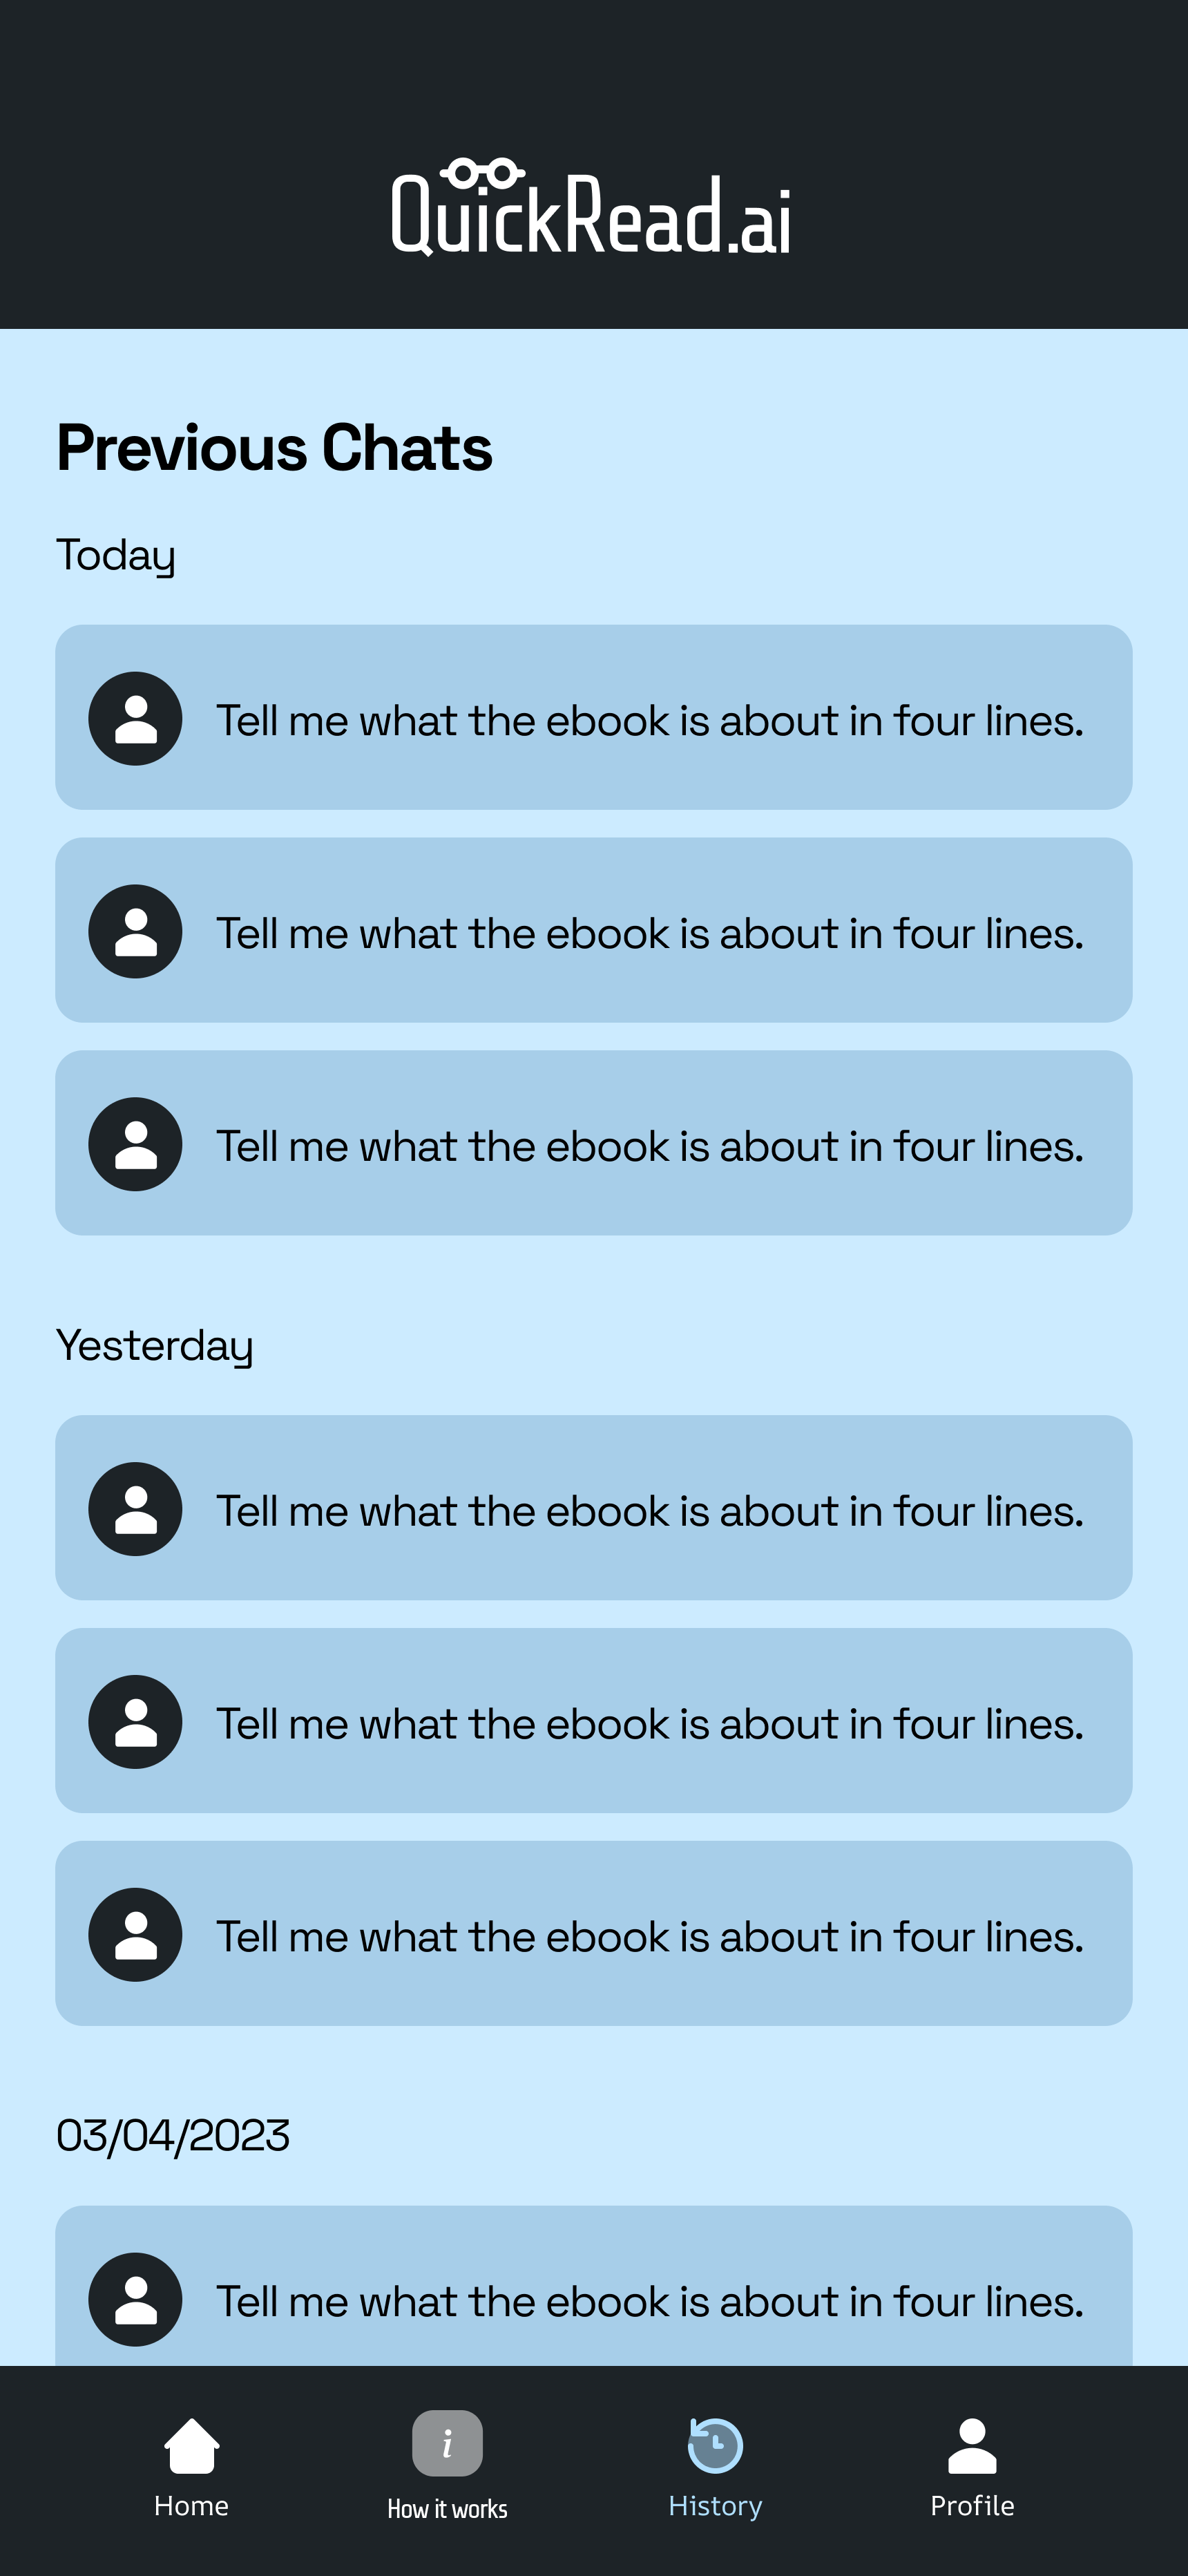 QuickRead.ai
Previous Chats
Today
Tell me what the ebook is about in four lines.
Tell me what the ebook is about in four lines.
Tell me what the ebook is about in four lines.
Yesterday
Tell me what the ebook is about in four lines.
Tell me what the ebook is about in four lines.
Tell me what the ebook is about in four lines.
03/04/2023
Tell me what the ebook is about in four lines.
i
Home How it works History Profile